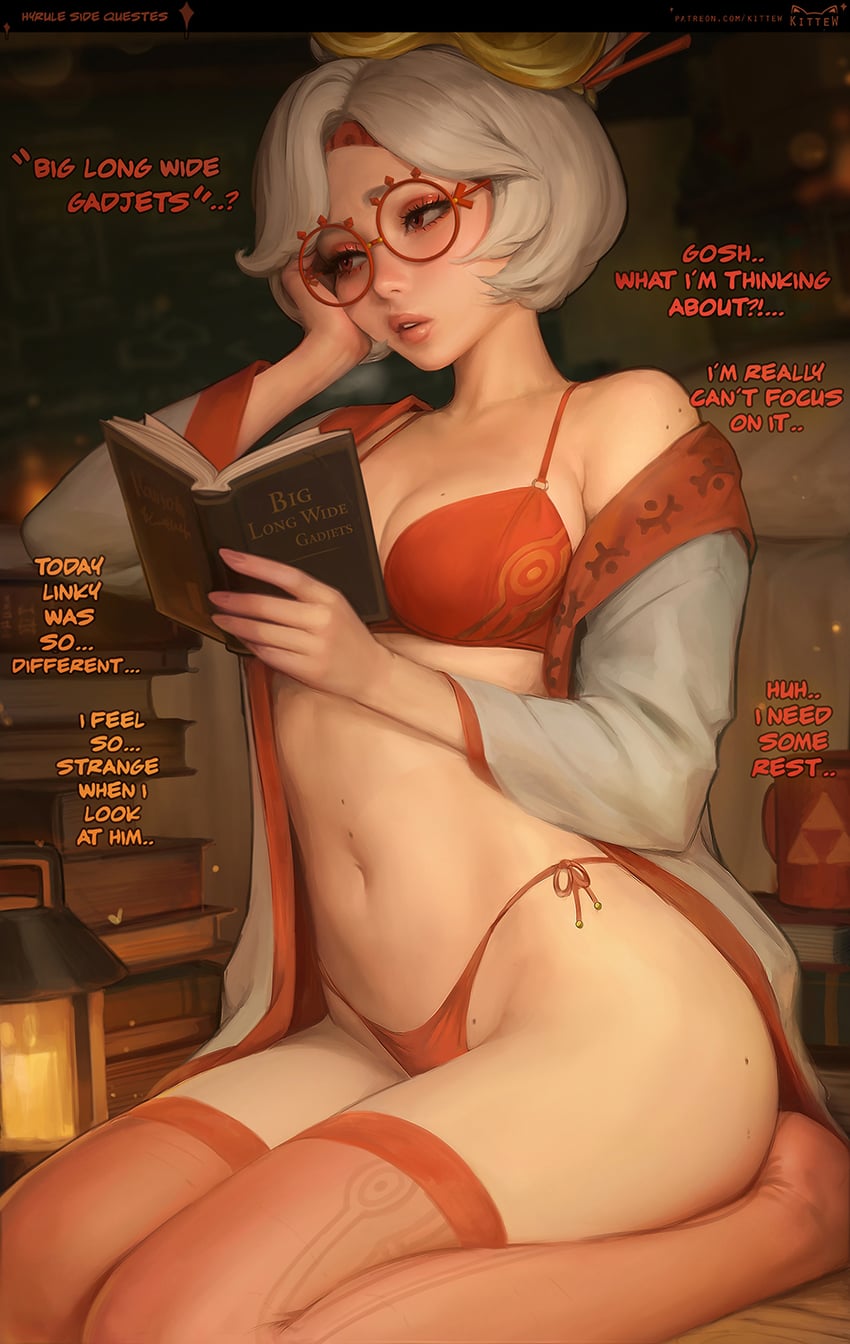 HYRULE SIDE QUESTES
PATREON.COM/KITTEW
KITTEW
"BIG LONG WIDE
GADJETS"..?
GOSH..
WHAT I'M THINKING
ABOUT?!...
I'M REALLY
CAN'T FOCUS
ON IT..
BIG
LONG WIDE
GADJETS
TODAY
LINKY
WAS
SO...
DIFFERENT...
I FEEL
SO...
STRANGE
WHEN I
LOOK
AT HIM..
HUH..
I NEED
SOME
REST..